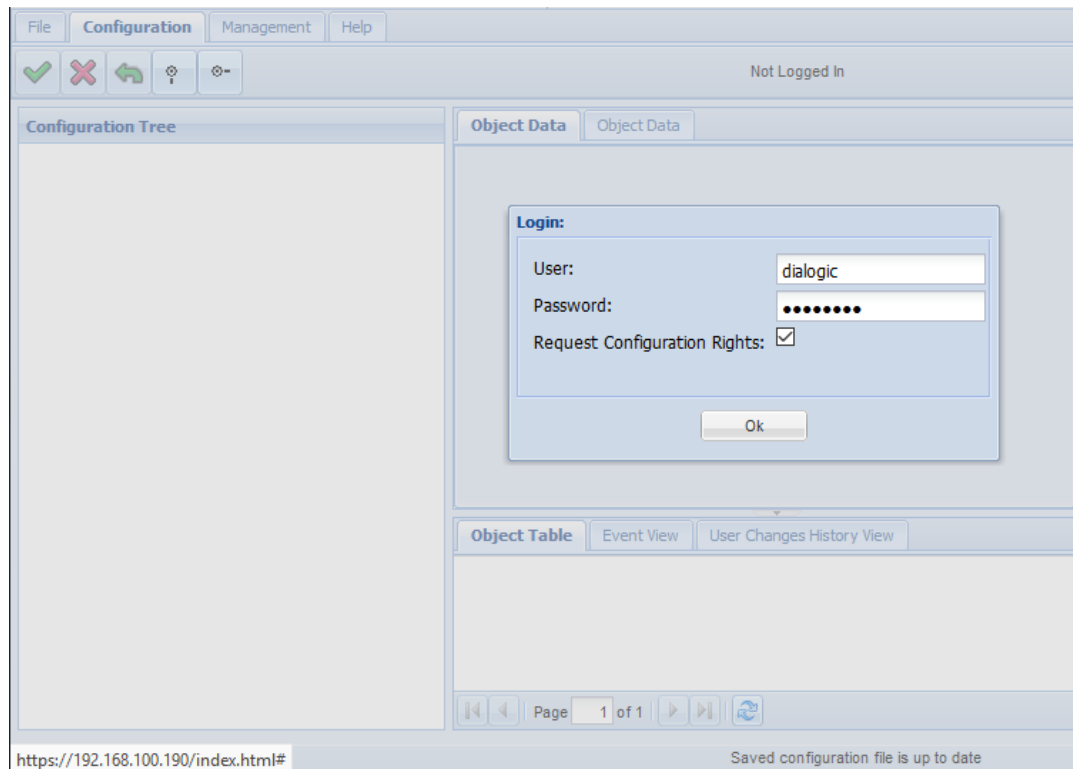 File Configuration Management Help
Not Logged In
Configuration Tree
Object Data Object Data
Login:
User: dialogic
Password: ••••••••
Request Configuration Rights:
Ok
Object Table Event View User Changes History View
Page 1 of 1
https://192.168.100.190/index.html# Saved configuration file is up to date